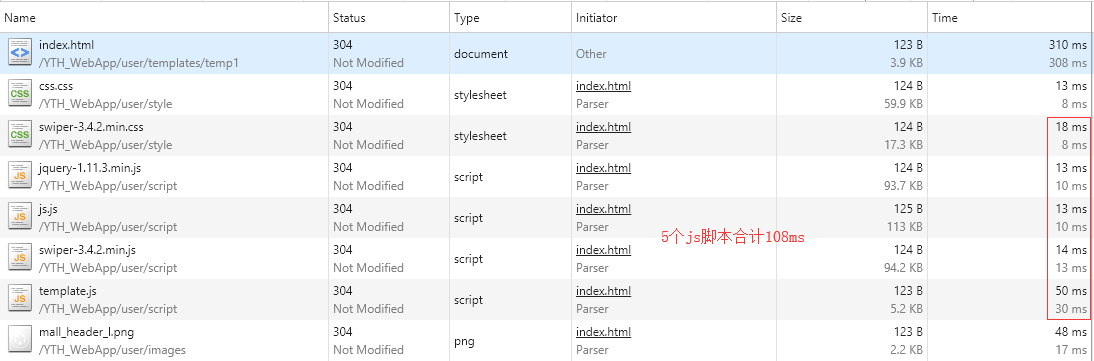 Name Status Type Initiator Size Time
index.html 304 document Other 123 B 310 ms
/YTH_WebApp/user/templates/temp1 Not Modified 3.9 KB 308 ms
css.css 304 stylesheet index.html 124 B 13 ms
/YTH_WebApp/user/style Not Modified Parser 59.9 KB 8 ms
swiper-3.4.2.min.css 304 stylesheet index.html 124 B 18 ms
/YTH_WebApp/user/style Not Modified Parser 17.3 KB 8 ms
jquery-1.11.3.min.js 304 script index.html 124 B 13 ms
/YTH_WebApp/user/script Not Modified Parser 93.7 KB 10 ms
js.js 304 script index.html 125 B 13 ms
/YTH_WebApp/user/script Not Modified Parser 113 KB 10 ms
5个js脚本合计108ms
swiper-3.4.2.min.js 304 script index.html 124 B 14 ms
/YTH_WebApp/user/script Not Modified Parser 94.2 KB 13 ms
template.js 304 script index.html 123 B 50 ms
/YTH_WebApp/user/script Not Modified Parser 5.2 KB 30 ms
mall_header_l.png 304 png index.html 123 B 48 ms
/YTH_WebApp/user/images Not Modified Parser 2.2 KB 17 ms